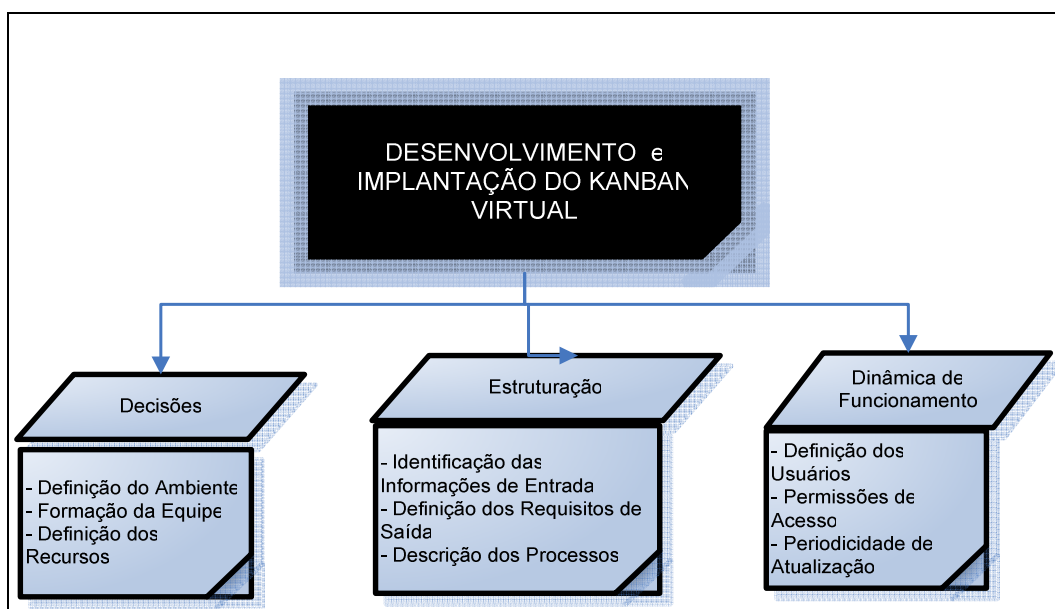 DESENVOLVIMENTO e
IMPLANTAÇÃO DO KANBAN
VIRTUAL
Decisões
- Definição do Ambiente
- Formação da Equipe
- Definição dos
Recursos
Estruturação
- Identificação das
Informações de Entrada
- Definição dos Requisitos de
Saída
- Descrição dos Processos
Dinâmica de
Funcionamento
- Definição dos
Usuários
- Permissões de
Acesso
- Periodicidade de
Atualização